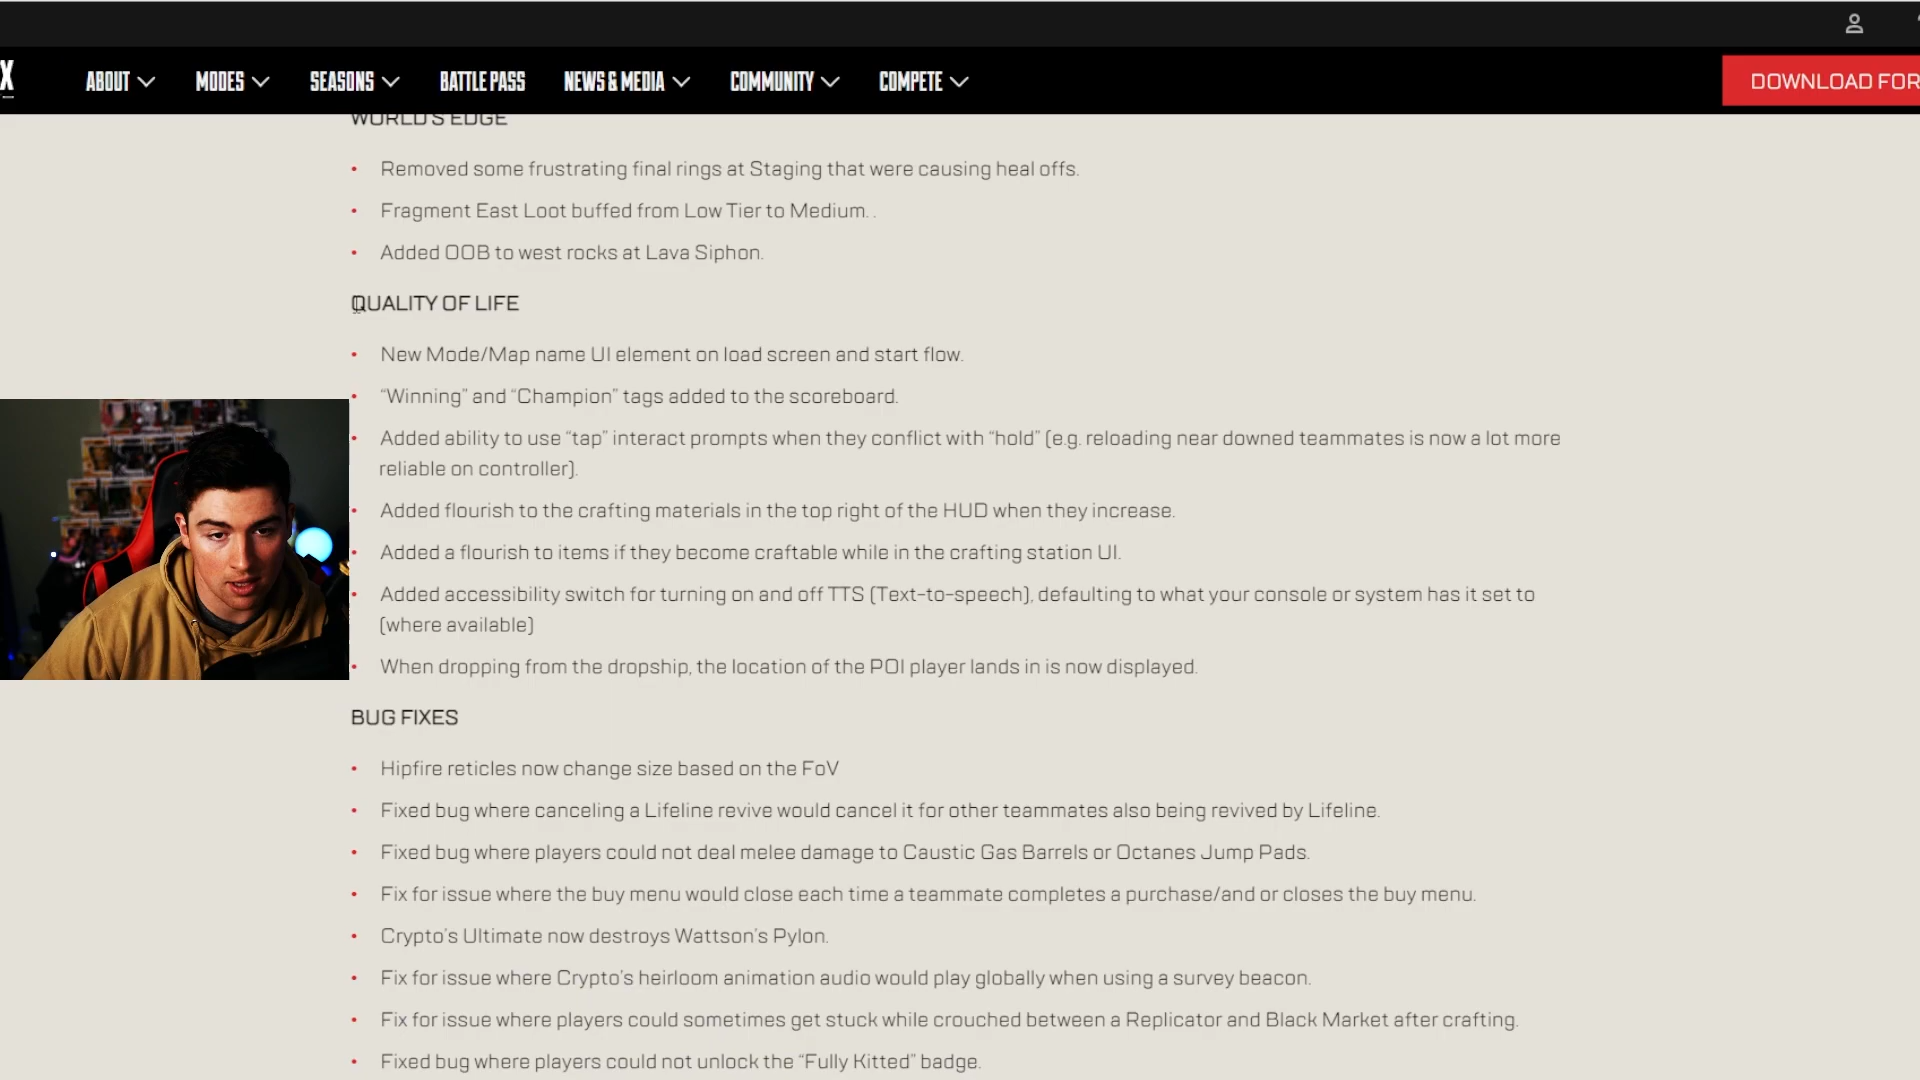 X
ABOUT MODES SEASONS BATTLE PASS NEWS & MEDIA COMMUNITY COMPETE DOWNLOAD FOR
WORLD'S EDGE
• Removed some frustrating final rings at Staging that were causing heal offs.
• Fragment East Loot buffed from Low Tier to Medium. .
• Added OOB to west rocks at Lava Siphon.
QUALITY OF LIFE
• New Mode/Map name UI element on load screen and start flow.
• “Winning” and “Champion” tags added to the scoreboard.
• Added ability to use “tap” interact prompts when they conflict with “hold” (e.g. reloading near downed teammates is now a lot more
reliable on controller).
• Added flourish to the crafting materials in the top right of the HUD when they increase.
• Added a flourish to items if they become craftable while in the crafting station UI.
• Added accessibility switch for turning on and off TTS (Text-to-speech), defaulting to what your console or system has it set to
(where available)
• When dropping from the dropship, the location of the POI player lands in is now displayed.
BUG FIXES
• Hipfire reticles now change size based on the FoV
• Fixed bug where canceling a Lifeline revive would cancel it for other teammates also being revived by Lifeline.
• Fixed bug where players could not deal melee damage to Caustic Gas Barrels or Octanes Jump Pads.
• Fix for issue where the buy menu would close each time a teammate completes a purchase/and or closes the buy menu.
• Crypto’s Ultimate now destroys Wattson’s Pylon.
• Fix for issue where Crypto’s heirloom animation audio would play globally when using a survey beacon.
• Fix for issue where players could sometimes get stuck while crouched between a Replicator and Black Market after crafting.
• Fixed bug where players could not unlock the “Fully Kitted” badge.